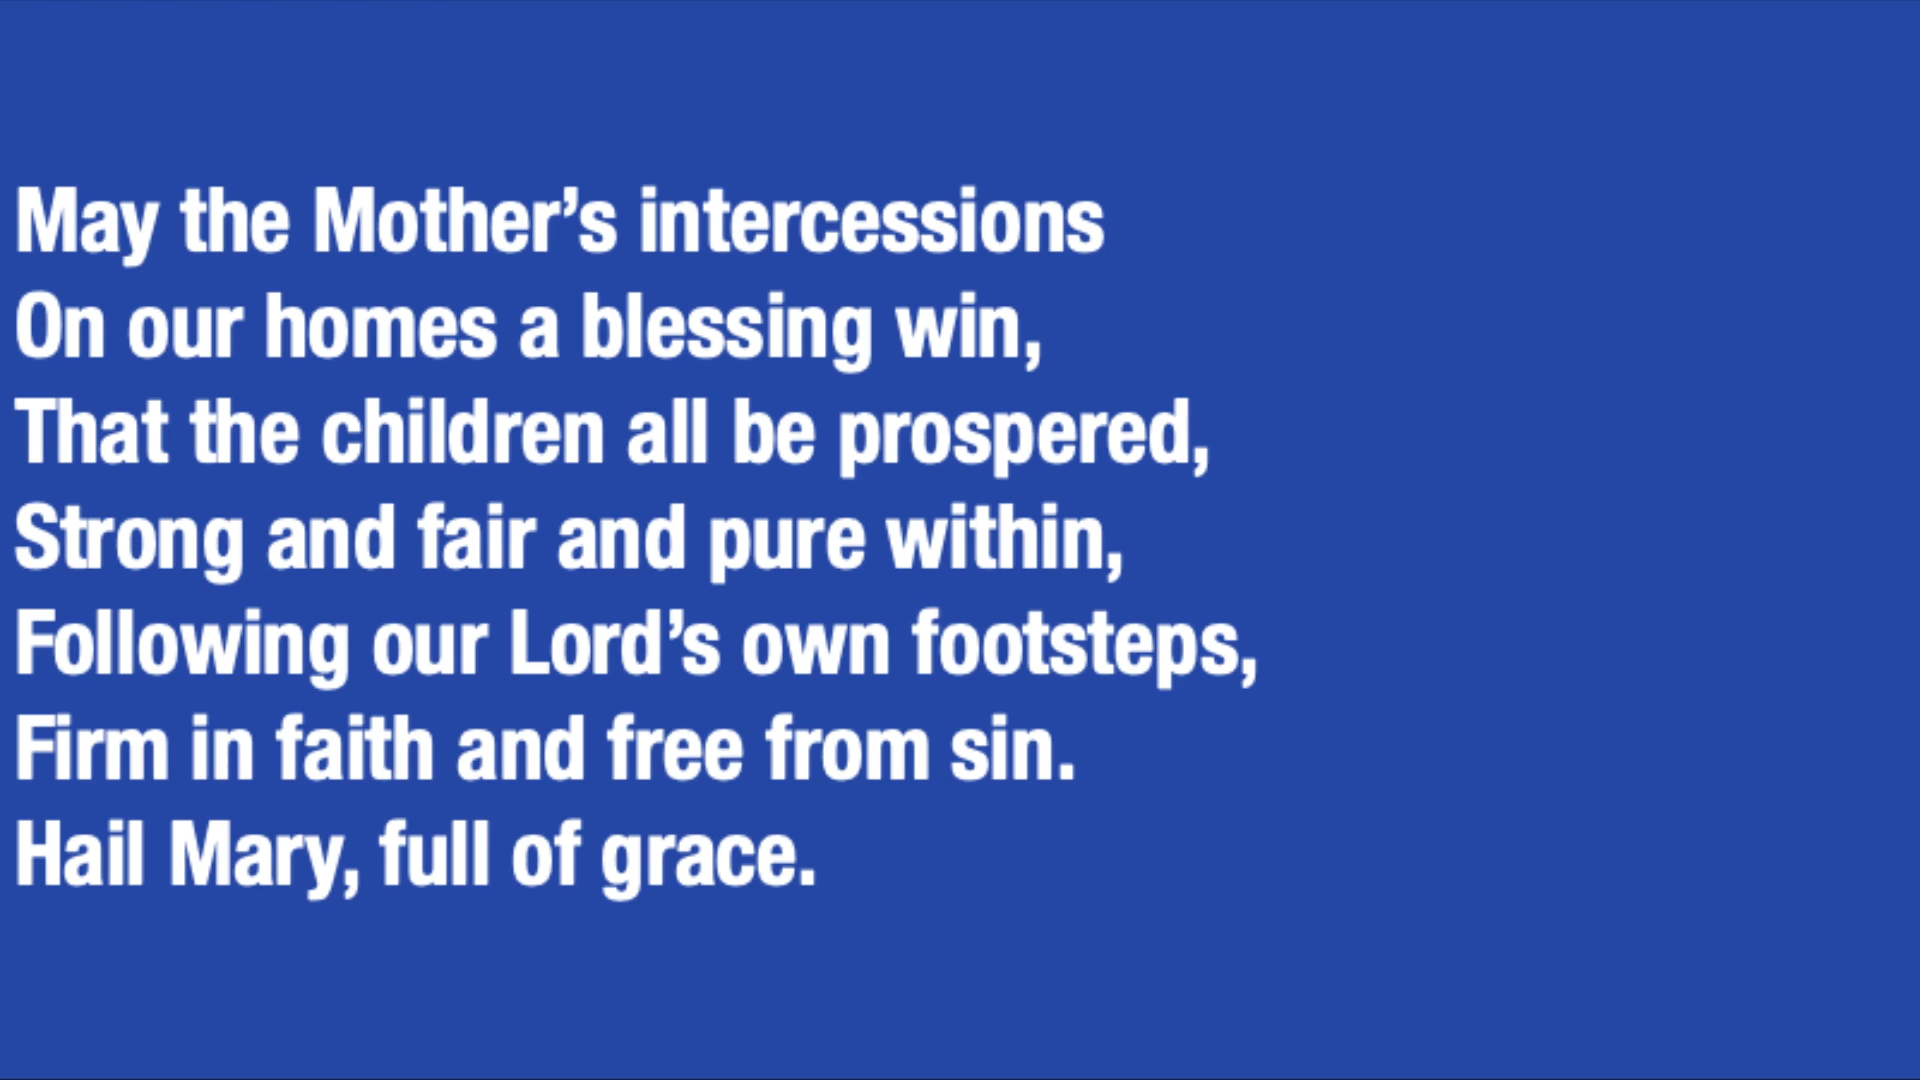 May the Mother’s intercessions
On our homes a blessing win,
That the children all be prospered,
Strong and fair and pure within,
Following our Lord’s own footsteps,
Firm in faith and free from sin.
Hail Mary, full of grace.